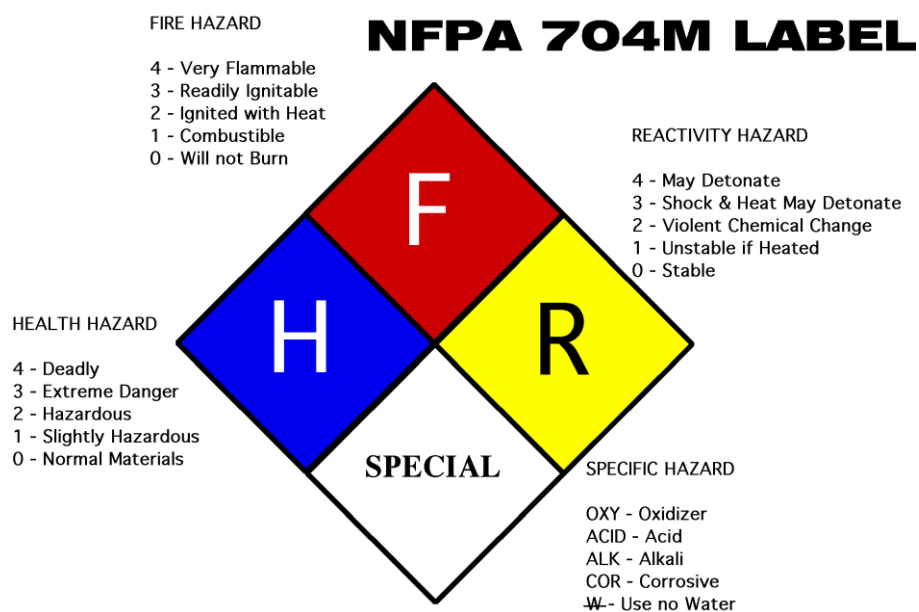 NFPA 704M LABEL
FIRE HAZARD
4 - Very Flammable
3 - Readily Ignitable
2 - Ignited with Heat
1 - Combustible
0 - Will not Burn
REACTIVITY HAZARD
4 - May Detonate
3 - Shock & Heat May Detonate
2 - Violent Chemical Change
1 - Unstable if Heated
0 - Stable
F
H
R
SPECIAL
HEALTH HAZARD
4 - Deadly
3 - Extreme Danger
2 - Hazardous
1 - Slightly Hazardous
0 - Normal Materials
SPECIFIC HAZARD
OXY - Oxidizer
ACID - Acid
ALK - Alkali
COR - Corrosive
W - Use no Water